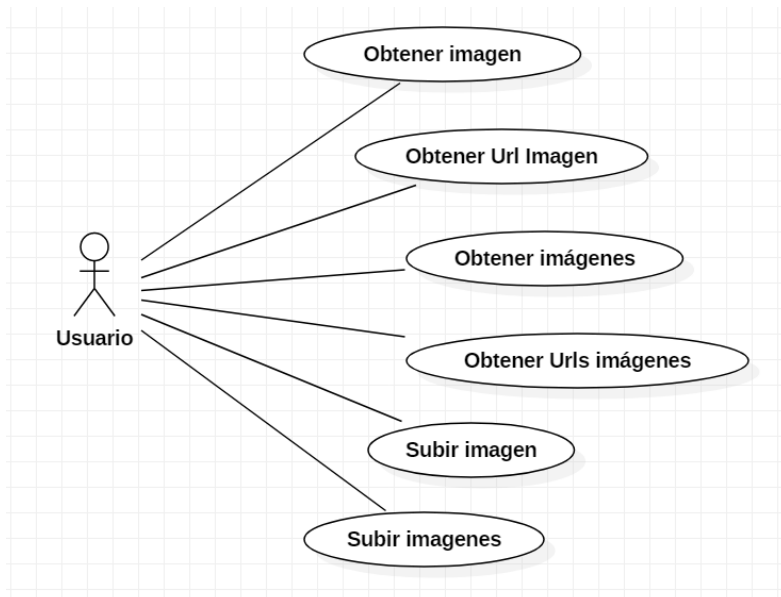 Obtener imagen
Obtener Url Imagen
Obtener imágenes
Usuario
Obtener Urls imágenes
Subir imagen
Subir imagenes